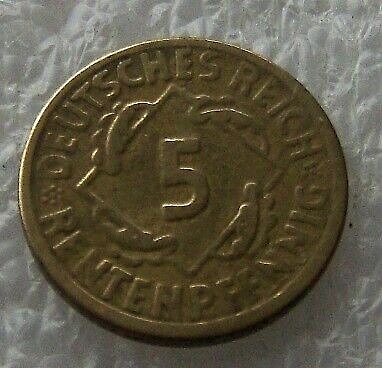 DEUTSCHES REICH
5
RENTENPFENNIG